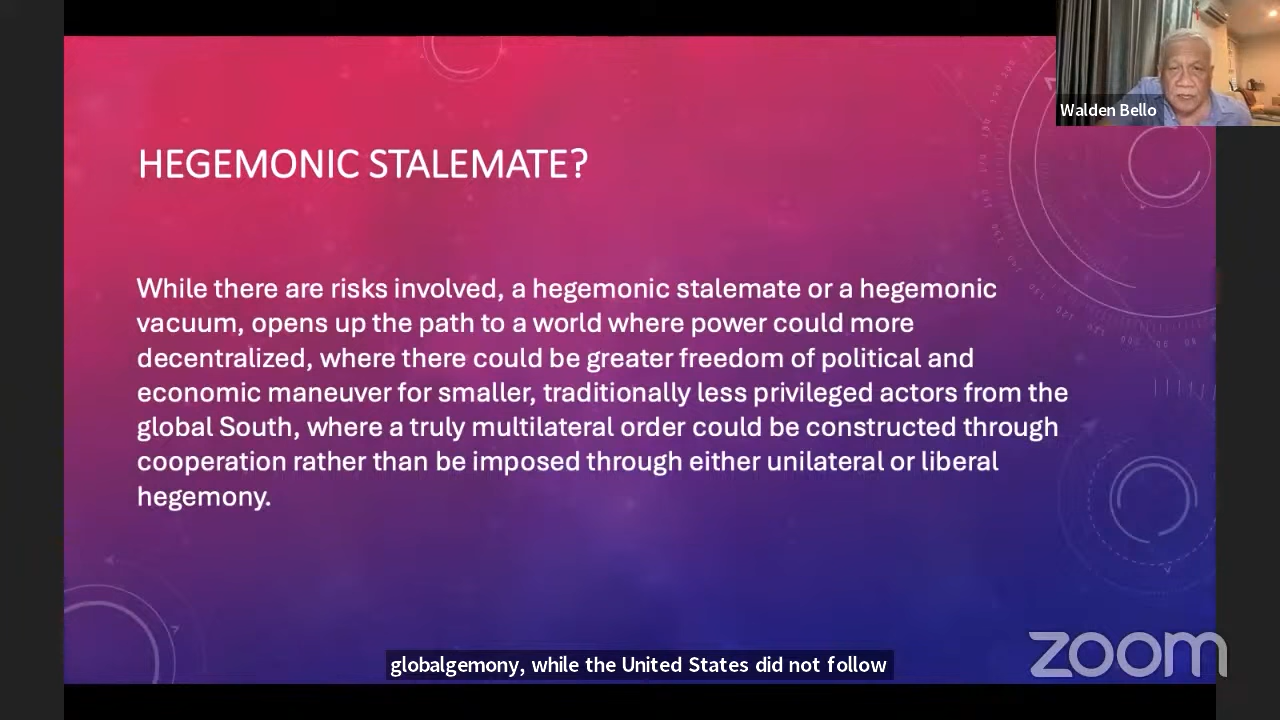 Walden Bello
HEGEMONIC STALEMATE?
While there are risks involved, a hegemonic stalemate or a hegemonic
vacuum, opens up the path to a world where power could more
decentralized, where there could be greater freedom of political and
economic maneuver for smaller, traditionally less privileged actors from the
global South, where a truly multilateral order could be constructed through
cooperation rather than be imposed through either unilateral or liberal
hegemony.
globalgemony, while the United States did not follow
zoom